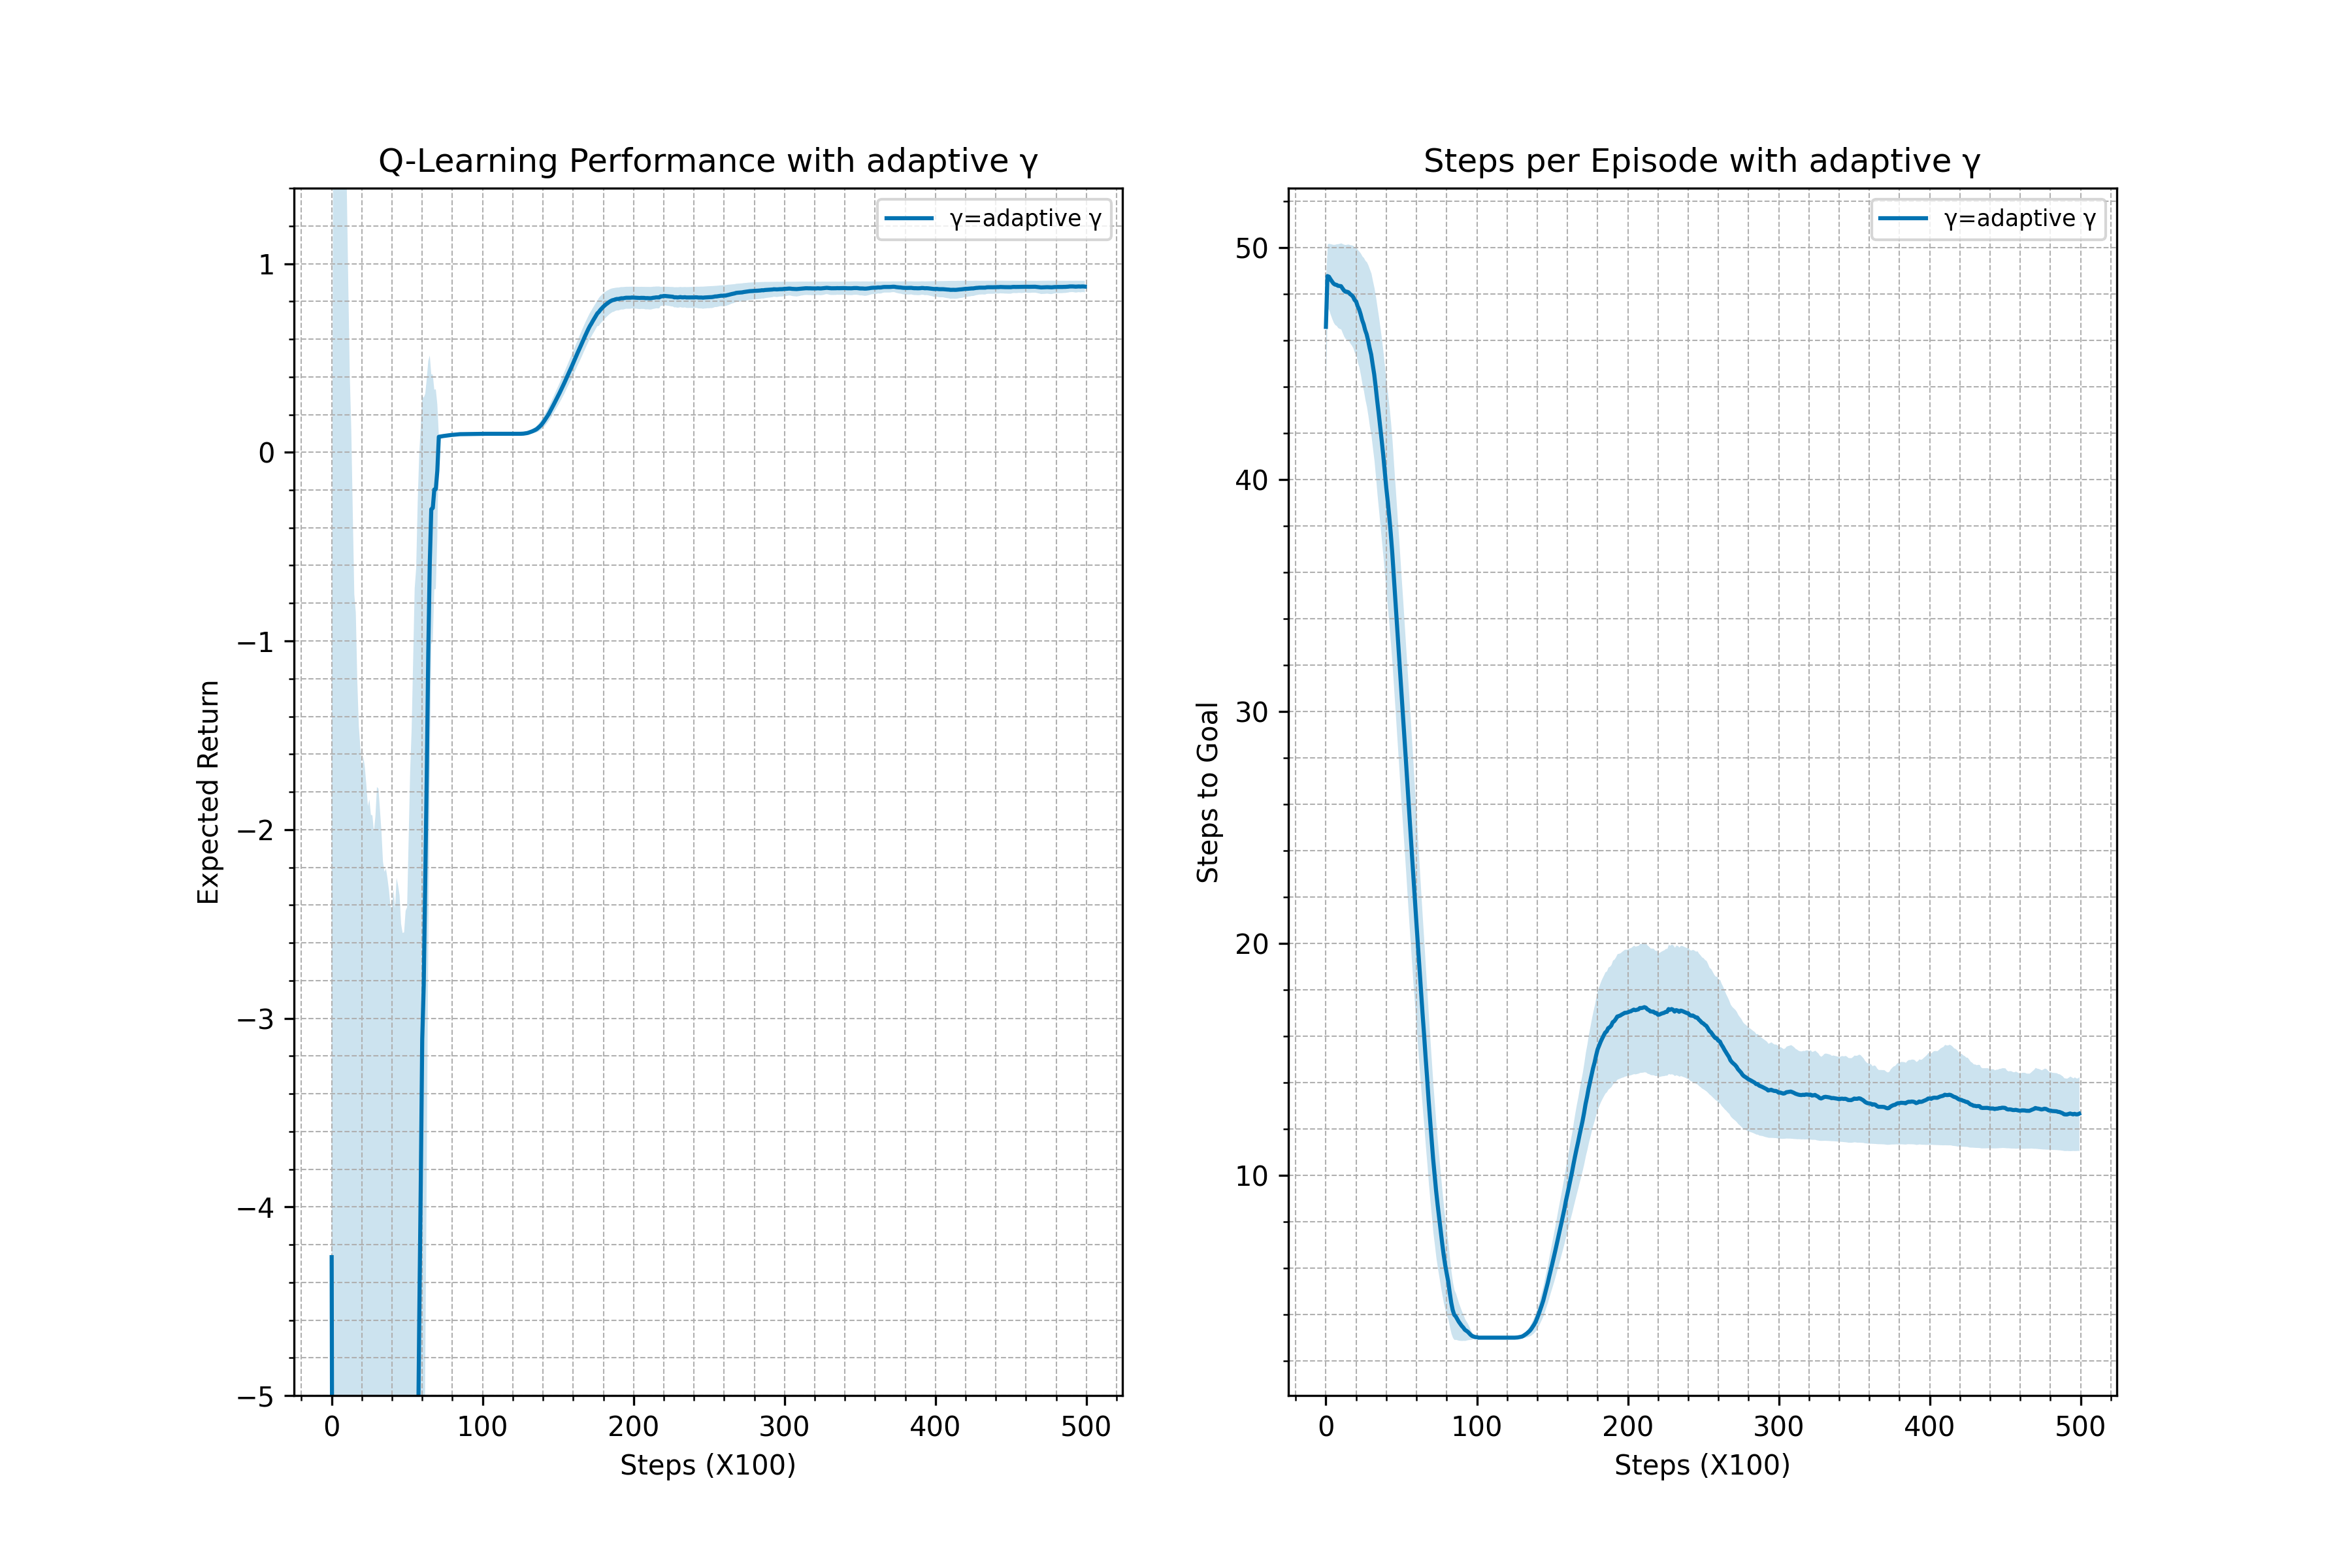 Q-Learning Performance with adaptive γ
γ=adaptive γ
Expected Return
1
0
−1
−2
−3
−4
−5
0 100 200 300 400 500
Steps (X100)
Steps per Episode with adaptive γ
γ=adaptive γ
Steps to Goal
50
40
30
20
10
0 100 200 300 400 500
Steps (X100)